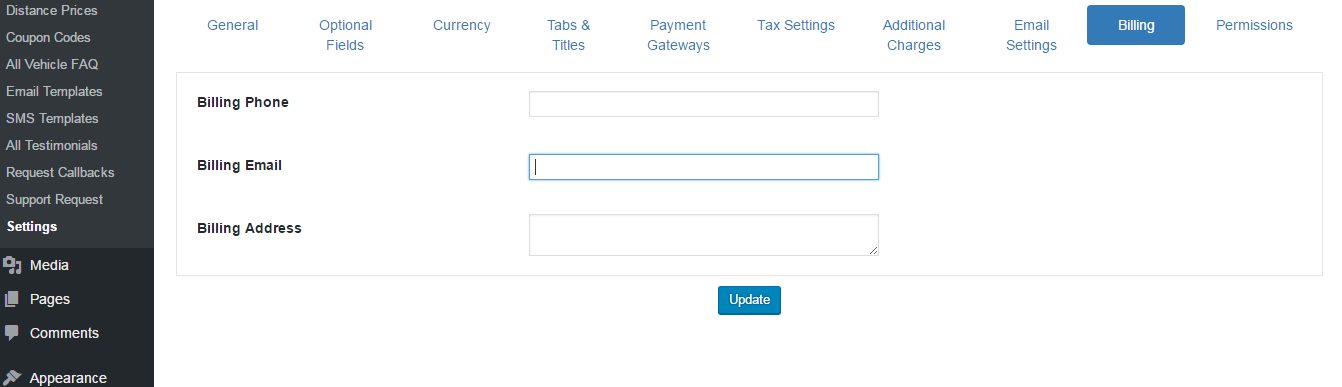 Distance Prices
Coupon Codes
All Vehicle FAQ
Email Templates
SMS Templates
All Testimonials
Request Callbacks
Support Request
Settings
Media
Pages
Comments
Appearance
General
Optional
Fields
Currency
Tabs &
Titles
Payment
Gateways
Tax Settings
Additional
Charges
Email
Settings
Billing
Permissions
Billing Phone
Billing Email
Billing Address
Update